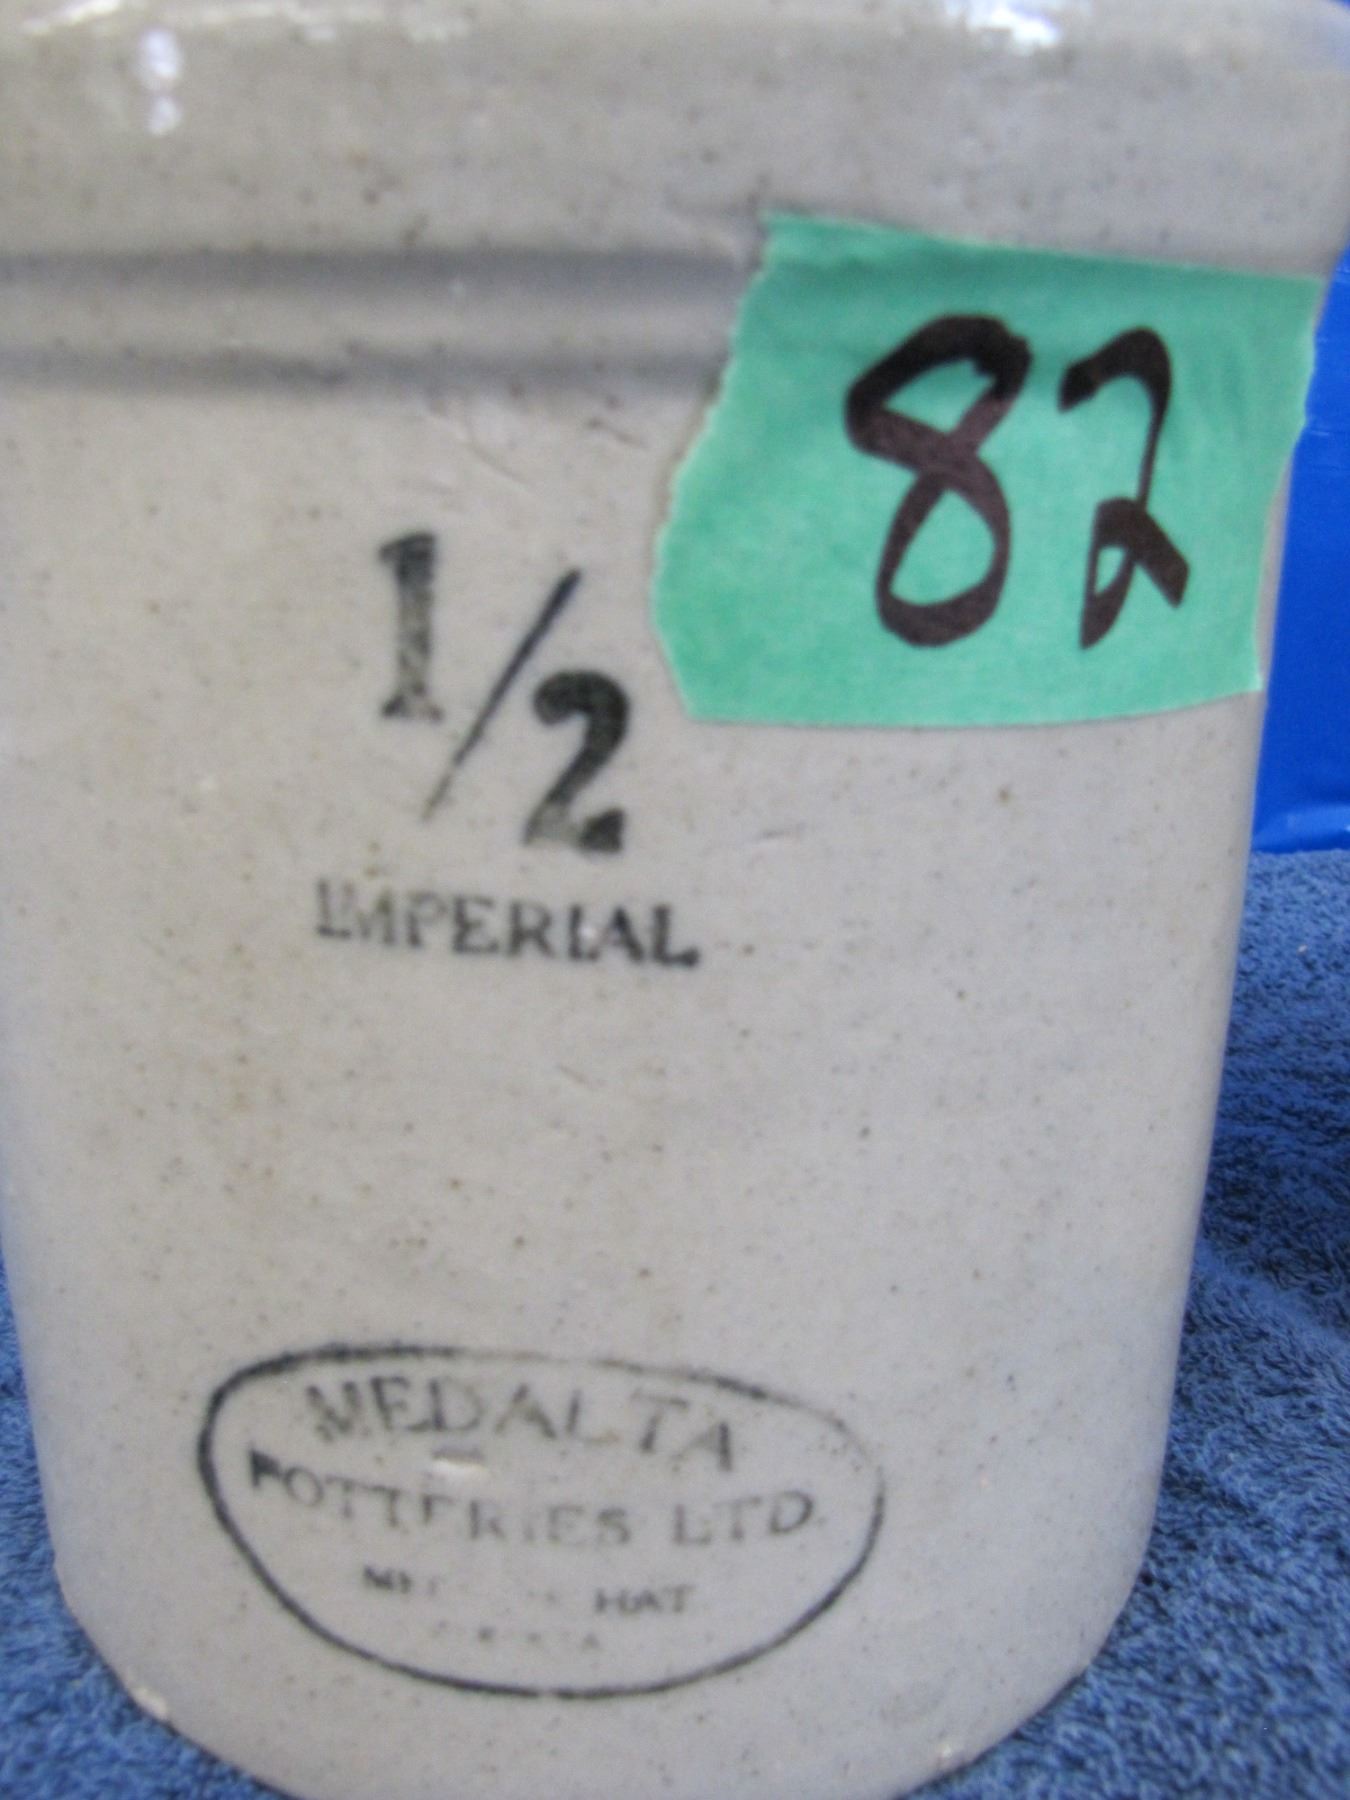 82
1/2
IMPERIAL
MEDALTA
POTTERIES LTD.
HAT